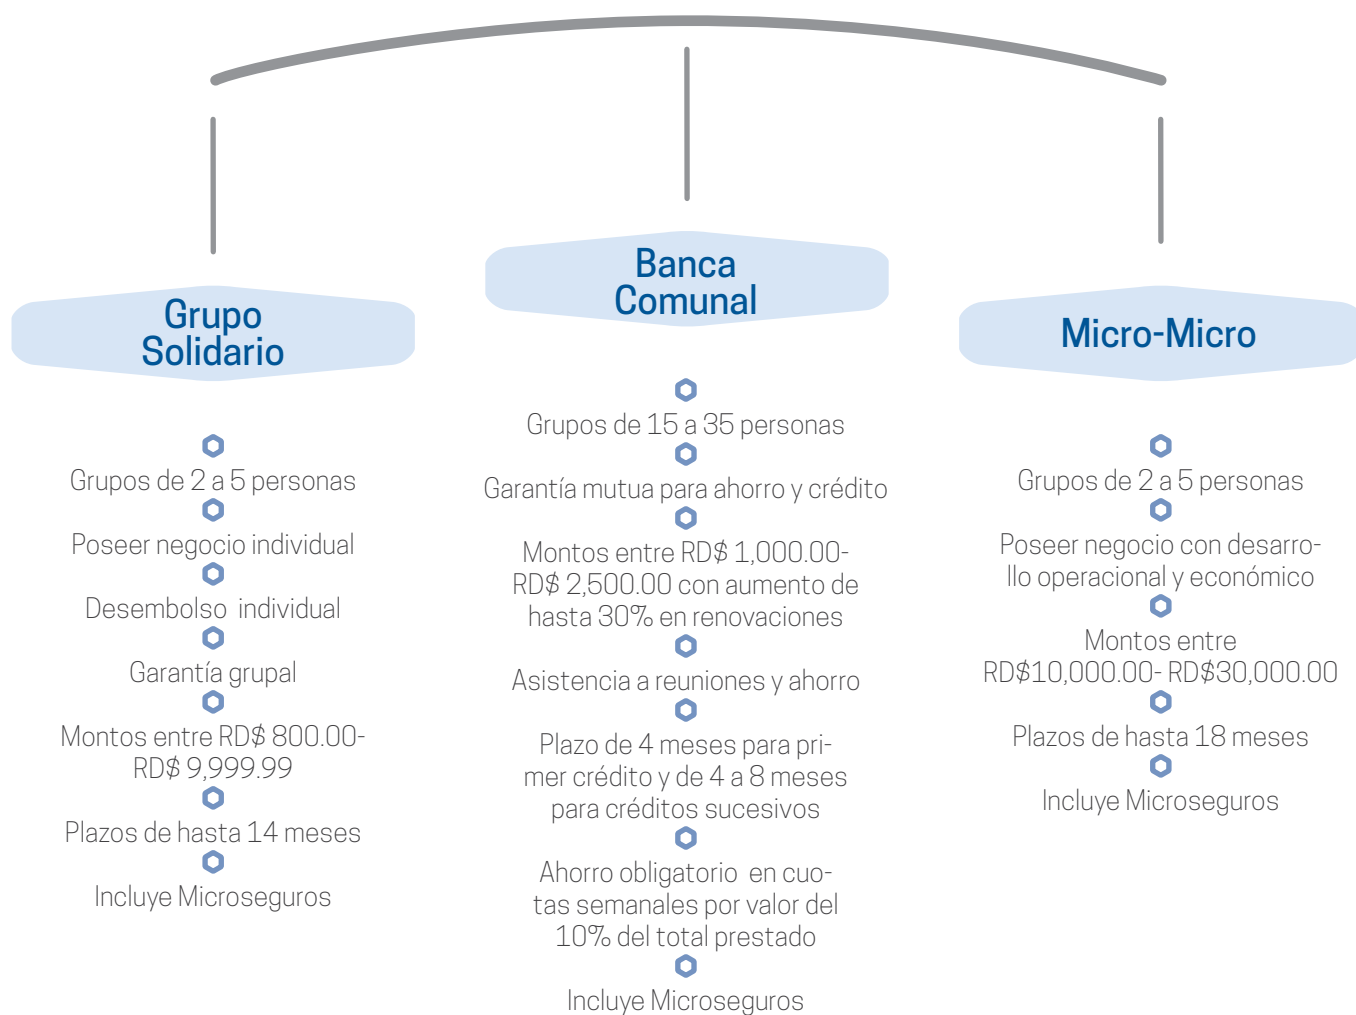 Grupo
Solidario
Grupos de 2 a 5 personas
Poseer negocio individual
Desembolso individual
Garantía grupal
Montos entre RD$ 800.00-
RD$ 9,999.99
Plazos de hasta 14 meses
Incluye Microseguros
Banca
Comunal
Grupos de 15 a 35 personas
Garantía mutua para ahorro y crédito
Montos entre RD$ 1,000.00-
RD$ 2,500.00 con aumento de
hasta 30% en renovaciones
Asistencia a reuniones y ahorro
Plazo de 4 meses para pri-
mer crédito y de 4 a 8 meses
para créditos sucesivos
Ahorro obligatorio en cuo-
tas semanales por valor del
10% del total prestado
Incluye Microseguros
Micro-Micro
Grupos de 2 a 5 personas
Poseer negocio con desarro-
llo operacional y económico
Montos entre
RD$10,000.00- RD$30,000.00
Plazos de hasta 18 meses
Incluye Microseguros